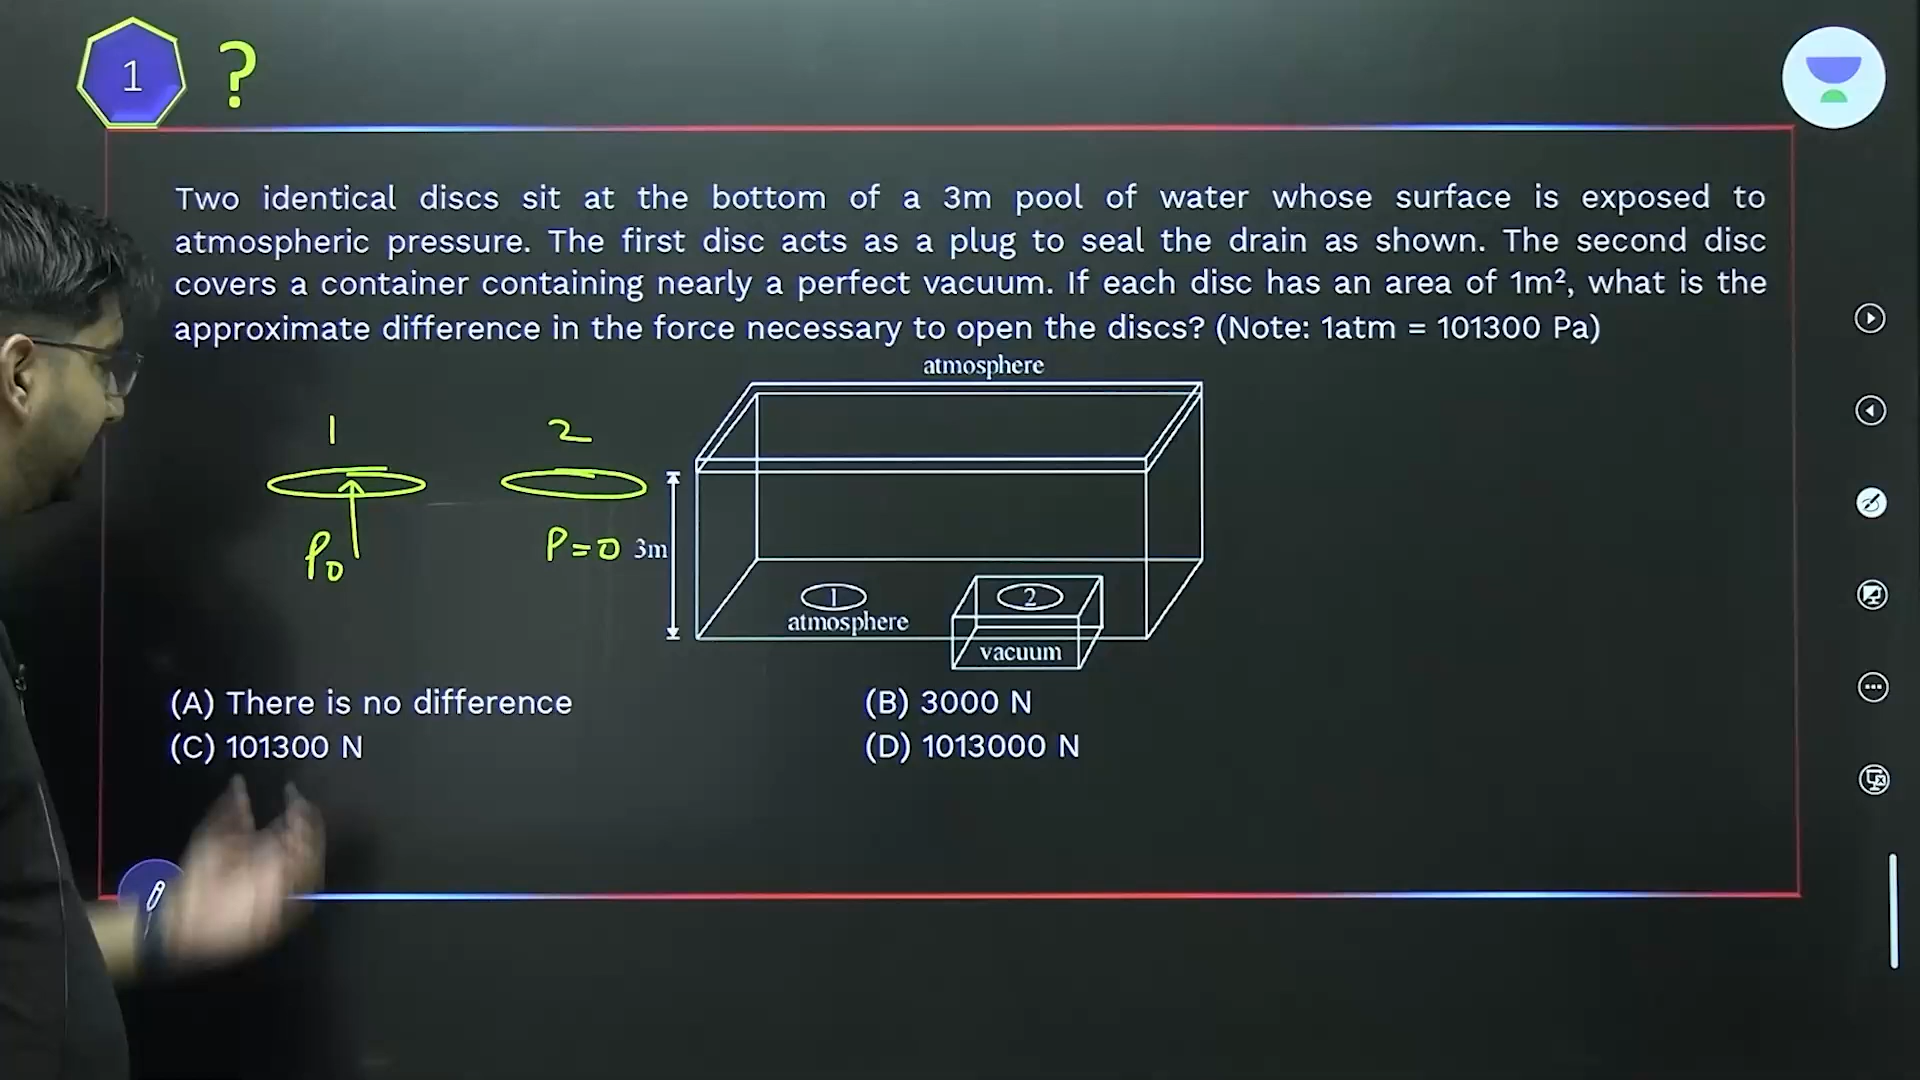 1 ?
Two identical discs sit at the bottom of a 3m pool of water whose surface is exposed to
atmospheric pressure. The first disc acts as a plug to seal the drain as shown. The second disc
covers a container containing nearly a perfect vacuum. If each disc has an area of 1m², what is the
approximate difference in the force necessary to open the discs? (Note: 1atm = 101300 Pa)
atmosphere
1 2
P₀ P=0 3m
1 2
atmosphere
vacuum
(A) There is no difference (B) 3000 N
(C) 101300 N (D) 1013000 N